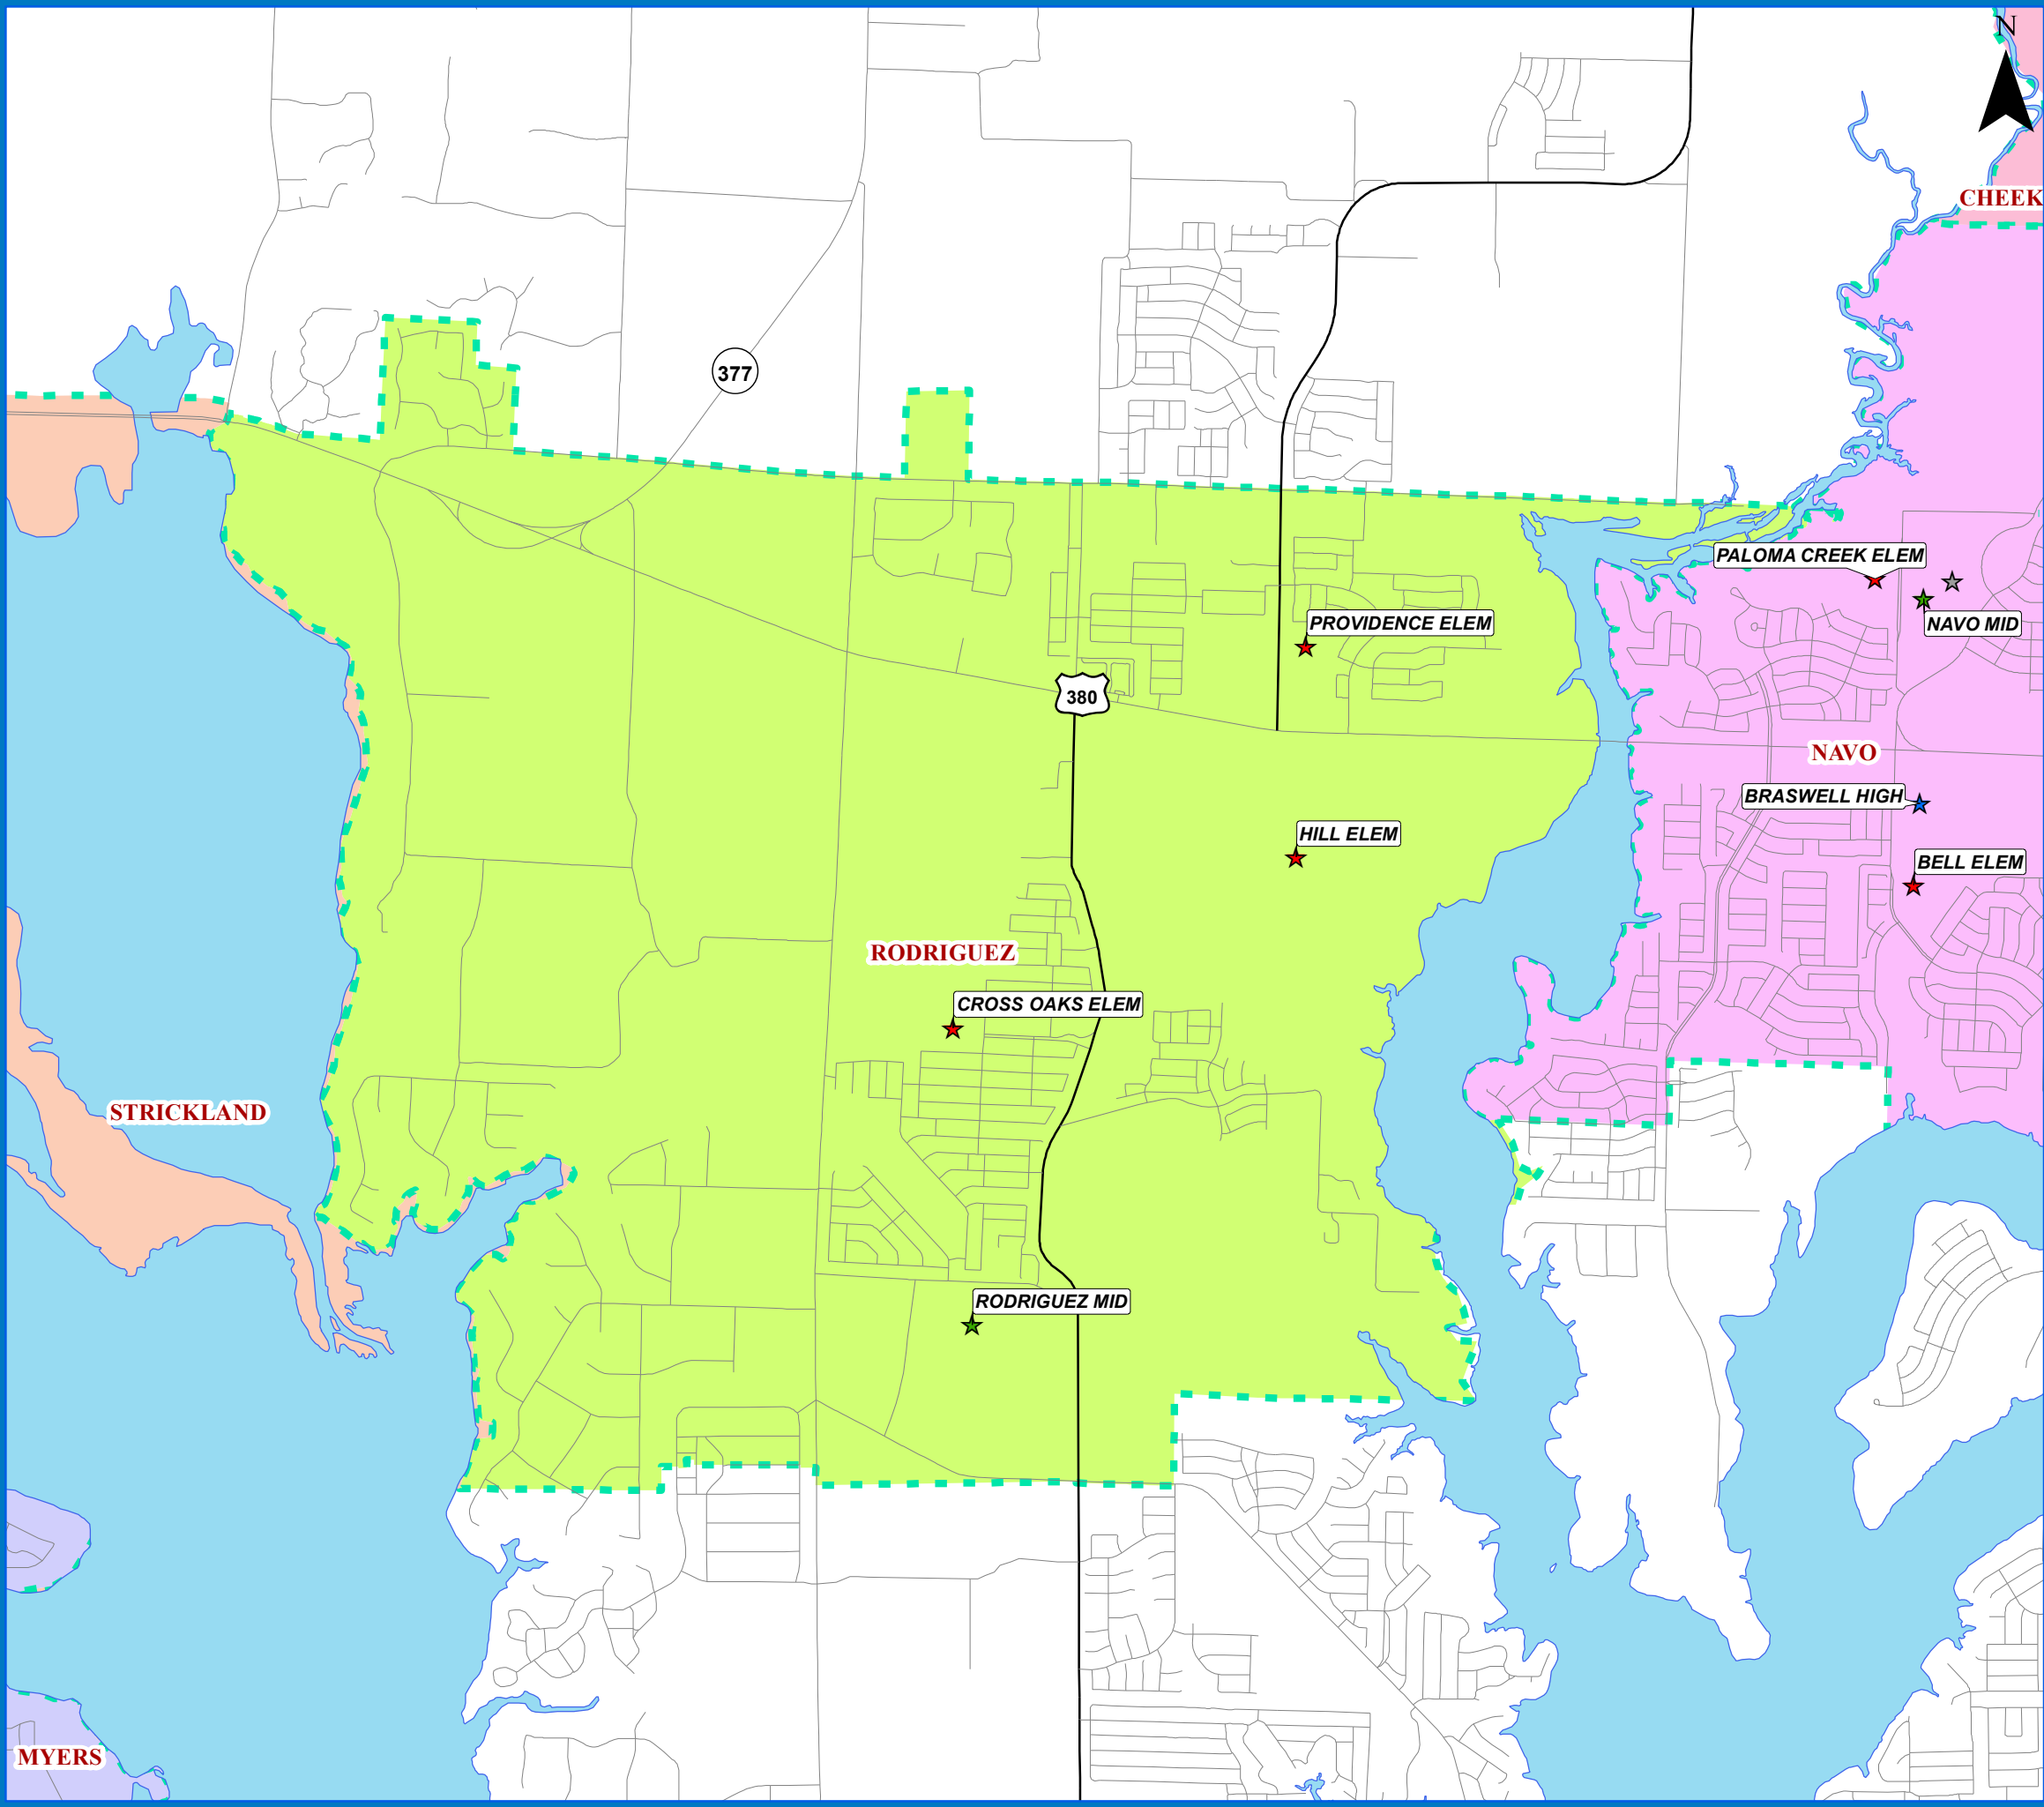 N
CHEEK
377
PALOMA CREEK ELEM
PROVIDENCE ELEM
NAVO MID
380
NAVO
BRASWELL HIGH
HILL ELEM
BELL ELEM
RODRIGUEZ
CROSS OAKS ELEM
STRICKLAND
RODRIGUEZ MID
MYERS